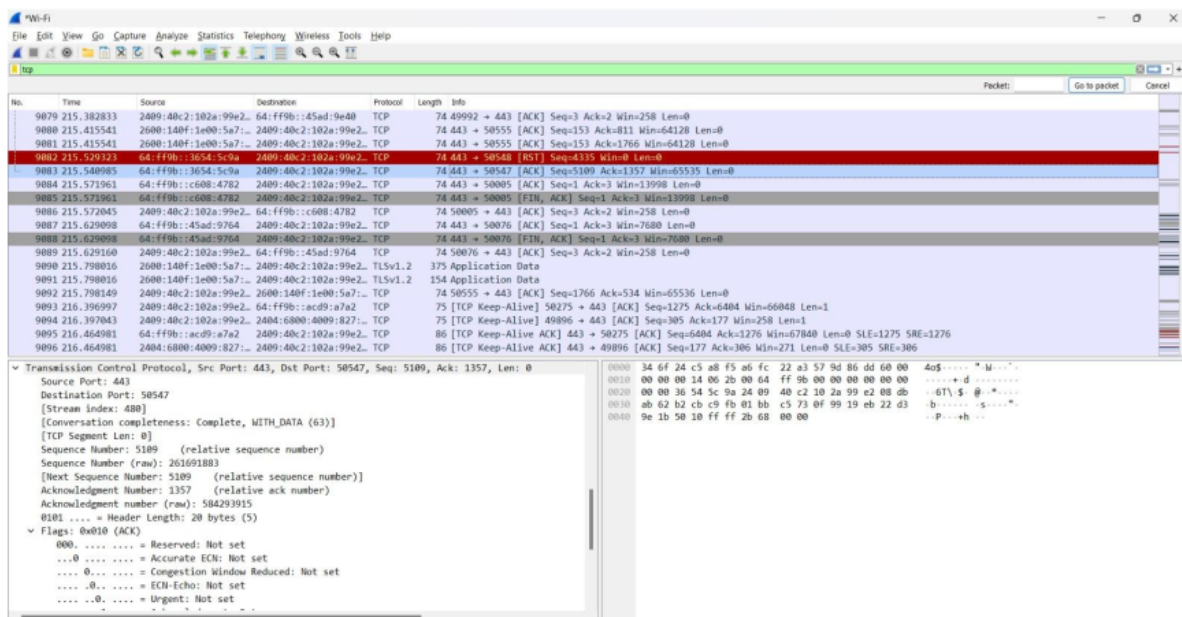 *Wi-Fi
File Edit View Go Capture Analyze Statistics Telephony Wireless Tools Help
tcp
Packet: Go to packet Cancel
No. Time Source Destination Protocol Length Info
9079 215.382833 2409:40c2:102a:99e2… 64:ff9b::45ad:9e40 TCP 74 49992 → 443 [ACK] Seq=3 Ack=2 Win=258 Len=0
9080 215.415541 2600:140f:1e00:5a7:… 2409:40c2:102a:99e2… TCP 74 443 → 50555 [ACK] Seq=153 Ack=811 Win=64128 Len=0
9081 215.415541 2600:140f:1e00:5a7:… 2409:40c2:102a:99e2… TCP 74 443 → 50555 [ACK] Seq=153 Ack=1766 Win=64128 Len=0
9082 215.529323 64:ff9b::3654:5c9a 2409:40c2:102a:99e2… TCP 74 443 → 50548 [RST] Seq=4335 Win=0 Len=0
9083 215.540985 64:ff9b::3654:5c9a 2409:40c2:102a:99e2… TCP 74 443 → 50547 [ACK] Seq=5109 Ack=1357 Win=65535 Len=0
9084 215.571961 64:ff9b::c608:4782 2409:40c2:102a:99e2… TCP 74 443 → 50005 [ACK] Seq=1 Ack=3 Win=13998 Len=0
9085 215.571961 64:ff9b::c608:4782 2409:40c2:102a:99e2… TCP 74 443 → 50005 [FIN, ACK] Seq=1 Ack=3 Win=13998 Len=0
9086 215.572045 2409:40c2:102a:99e2… 64:ff9b::c608:4782 TCP 74 50005 → 443 [ACK] Seq=3 Ack=2 Win=258 Len=0
9087 215.629098 64:ff9b::45ad:9764 2409:40c2:102a:99e2… TCP 74 443 → 50076 [ACK] Seq=1 Ack=3 Win=7680 Len=0
9088 215.629098 64:ff9b::45ad:9764 2409:40c2:102a:99e2… TCP 74 443 → 50076 [FIN, ACK] Seq=1 Ack=3 Win=7680 Len=0
9089 215.629160 2409:40c2:102a:99e2… 64:ff9b::45ad:9764 TCP 74 50076 → 443 [ACK] Seq=3 Ack=2 Win=258 Len=0
9090 215.798016 2600:140f:1e00:5a7:… 2409:40c2:102a:99e2… TLSv1.2 375 Application Data
9091 215.798016 2600:140f:1e00:5a7:… 2409:40c2:102a:99e2… TLSv1.2 154 Application Data
9092 215.798149 2409:40c2:102a:99e2… 2600:140f:1e00:5a7:… TCP 74 50555 → 443 [ACK] Seq=1766 Ack=534 Win=65536 Len=0
9093 216.396997 2409:40c2:102a:99e2… 64:ff9b::acd9:a7a2 TCP 75 [TCP Keep-Alive] 50275 → 443 [ACK] Seq=1275 Ack=6404 Win=66048 Len=1
9094 216.397043 2409:40c2:102a:99e2… 2404:6800:4009:827:… TCP 75 [TCP Keep-Alive] 49896 → 443 [ACK] Seq=305 Ack=177 Win=258 Len=1
9095 216.464981 64:ff9b::acd9:a7a2 2409:40c2:102a:99e2… TCP 86 [TCP Keep-Alive ACK] 443 → 50275 [ACK] Seq=6404 Ack=1276 Win=67840 Len=0 SLE=1275 SRE=1276
9096 216.464981 2404:6800:4009:827:… 2409:40c2:102a:99e2… TCP 86 [TCP Keep-Alive ACK] 443 → 49896 [ACK] Seq=177 Ack=306 Win=271 Len=0 SLE=305 SRE=306
Transmission Control Protocol, Src Port: 443, Dst Port: 50547, Seq: 5109, Ack: 1357, Len: 0
Source Port: 443
Destination Port: 50547
[Stream index: 480]
[Conversation completeness: Complete, WITH_DATA (63)]
[TCP Segment Len: 0]
Sequence Number: 5109 (relative sequence number)
Sequence Number (raw): 261691883
[Next Sequence Number: 5109 (relative sequence number)]
Acknowledgment Number: 1357 (relative ack number)
Acknowledgment number (raw): 584293915
0101 .... = Header Length: 20 bytes (5)
Flags: 0x010 (ACK)
000. .... .... = Reserved: Not set
...0 .... .... = Accurate ECN: Not set
.... 0... .... = Congestion Window Reduced: Not set
.... .0.. .... = ECN-Echo: Not set
.... ..0. .... = Urgent: Not set
0000 34 6f 24 c5 a8 f5 a6 fc 22 a3 57 9d 86 dd 60 00 4o$····· "·W···`·
0010 00 00 00 14 06 2b 00 64 ff 9b 00 00 00 00 00 00 ·····+·d ········
0020 00 00 36 54 5c 9a 24 09 40 c2 10 2a 99 e2 08 db ··6T\·$· @··*····
0030 ab 62 b2 cb c9 fb 01 bb c5 73 0f 99 19 eb 22 d3 ·b······ ·s····"·
0040 9e 1b 50 10 ff ff 2b 68 00 00 ··P···+h ··